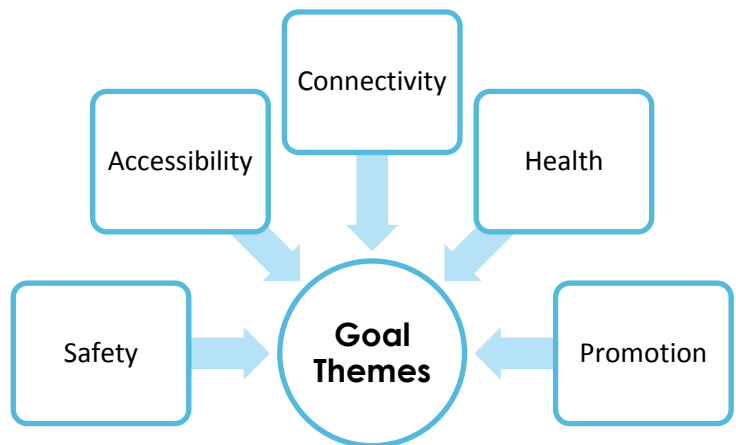 Connectivity
Accessibility
Health
Safety
Goal
Themes
Promotion